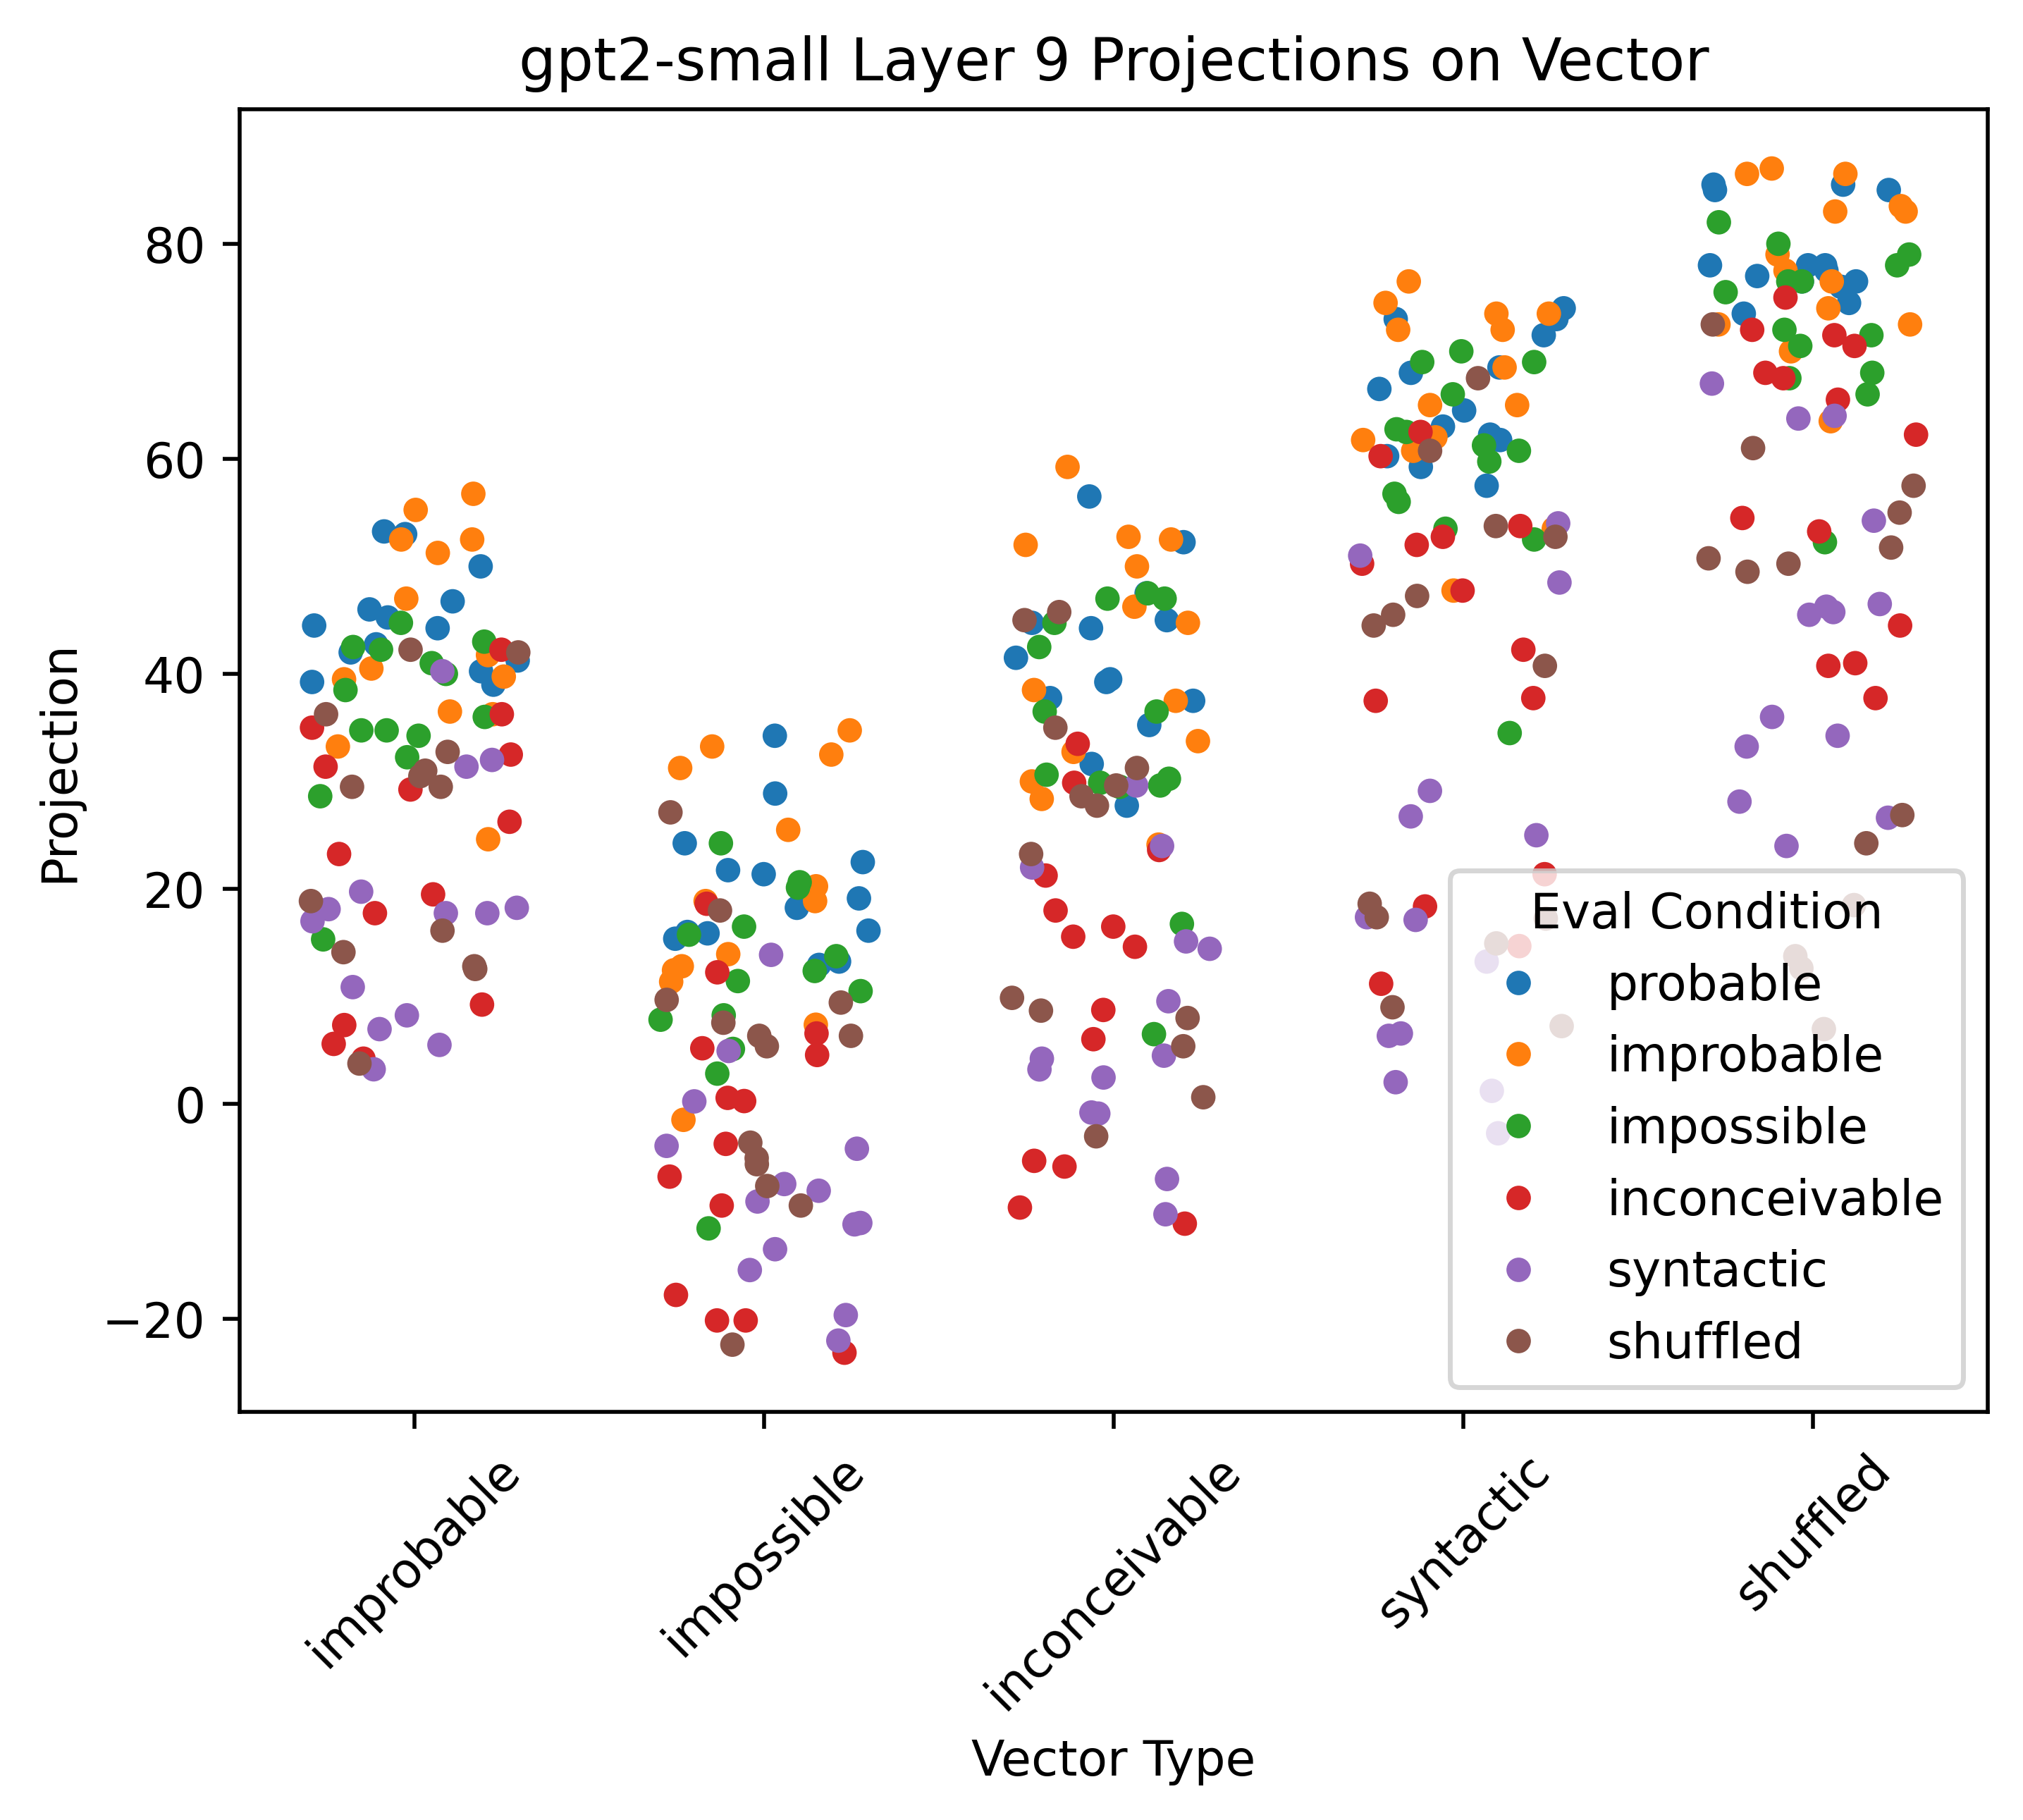 gpt2-small Layer 9 Projections on Vector
Projection
80
60
40
20
0
−20
Eval Condition
probable
improbable
impossible
inconceivable
syntactic
shuffled
improbable
impossible
inconceivable
syntactic
shuffled
Vector Type